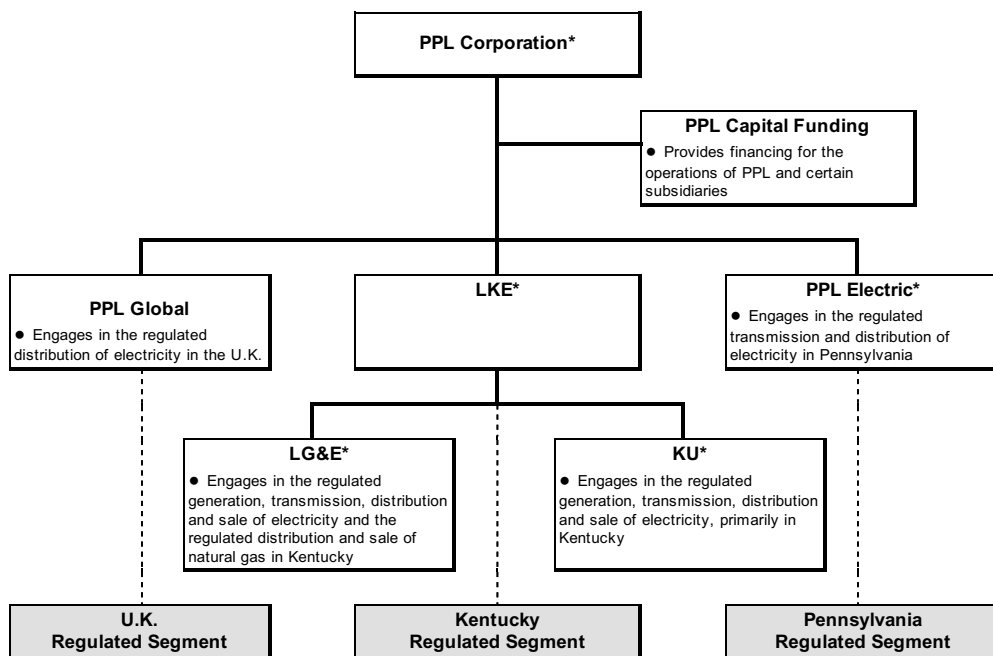 PPL Corporation*
PPL Capital Funding
● Provides financing for the
operations of PPL and certain
subsidiaries
PPL Global
● Engages in the regulated
distribution of electricity in the U.K.
LKE*
PPL Electric*
● Engages in the regulated
transmission and distribution of
electricity in Pennsylvania
LG&E*
● Engages in the regulated
generation, transmission, distribution
and sale of electricity and the
regulated distribution and sale of
natural gas in Kentucky
KU*
● Engages in the regulated
generation, transmission, distribution
and sale of electricity, primarily in
Kentucky
U.K.
Regulated Segment
Kentucky
Regulated Segment
Pennsylvania
Regulated Segment